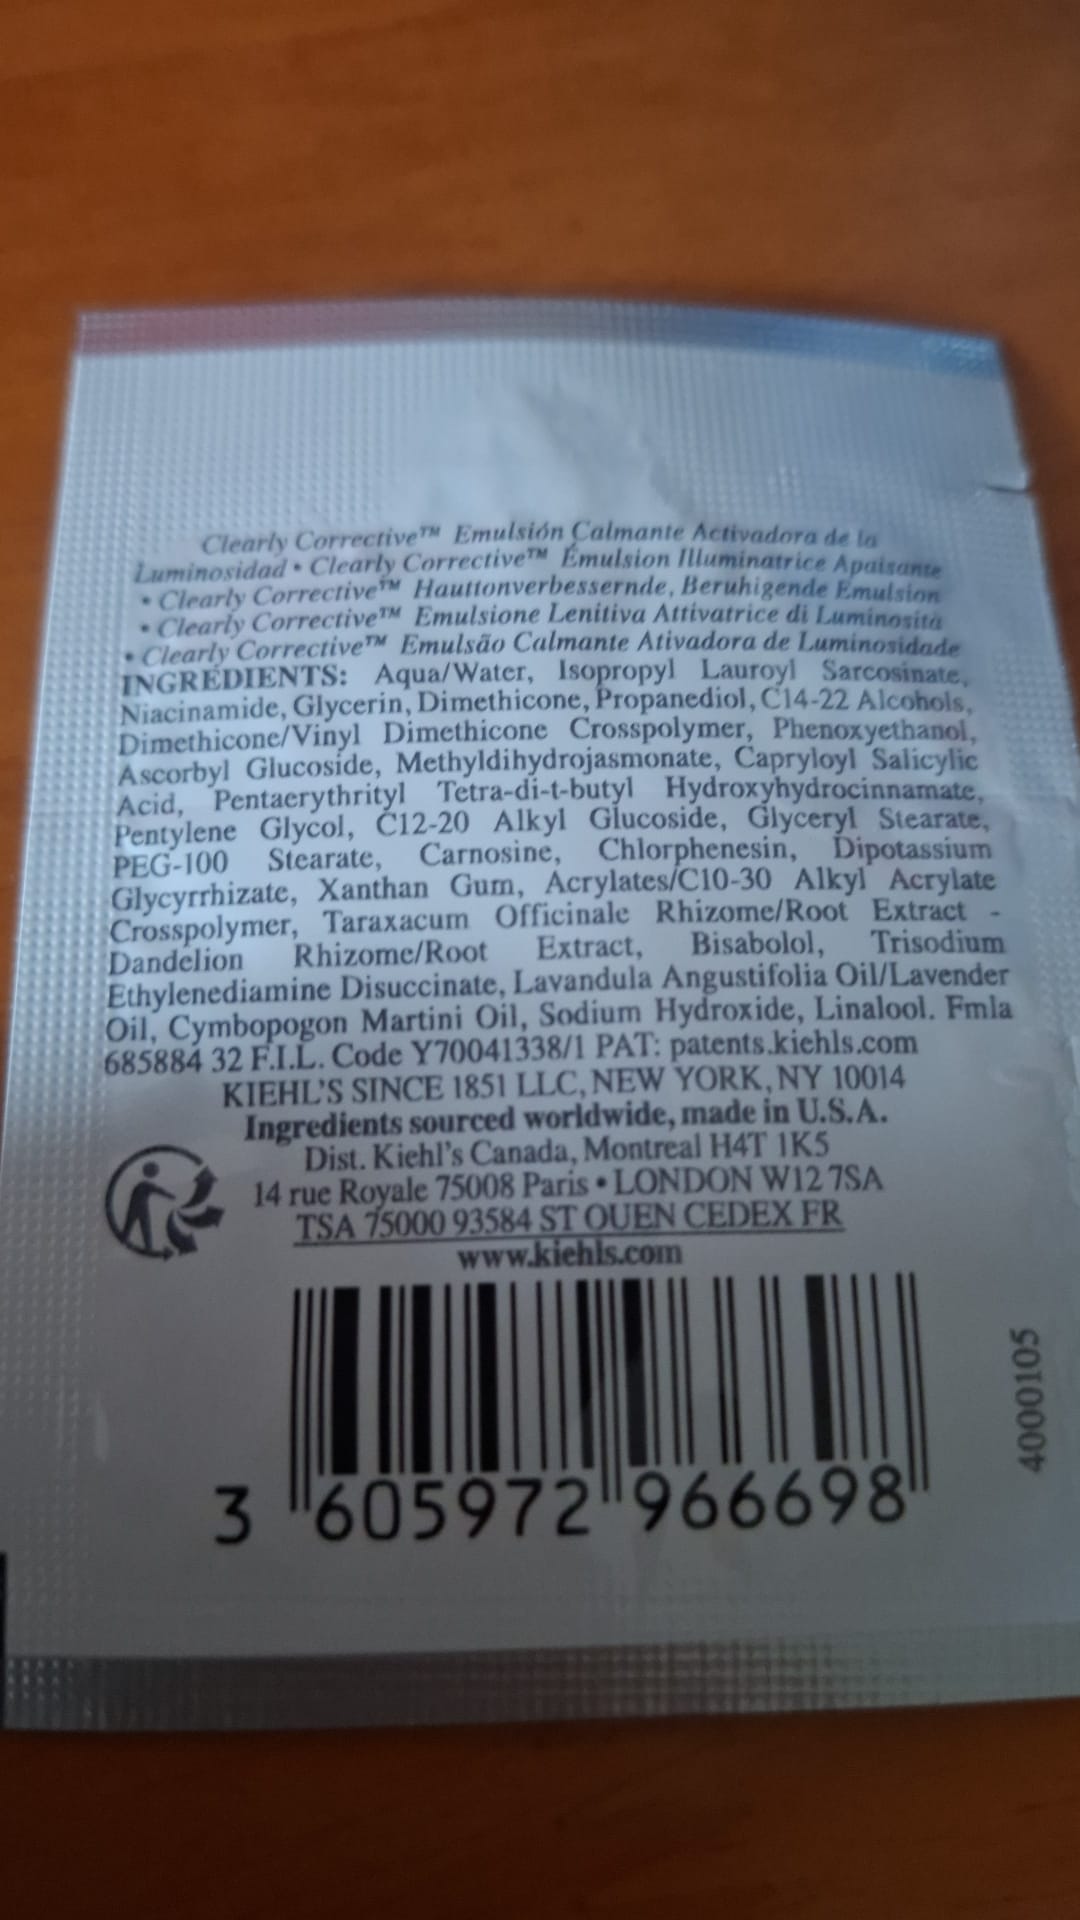 Clearly Corrective™ Emulsión Calmante Activadora de la
Luminosidad • Clearly Corrective™ Émulsion Illuminatrice Apaisante
• Clearly Corrective™ Hauttonverbessernde, Beruhigende Emulsion
• Clearly Corrective™ Emulsione Lenitiva Attivatrice di Luminosità
• Clearly Corrective™ Emulsão Calmante Ativadora de Luminosidade
INGREDIENTS: Aqua/Water, Isopropyl Lauroyl Sarcosinate,
Niacinamide, Glycerin, Dimethicone, Propanediol, C14-22 Alcohols,
Dimethicone/Vinyl Dimethicone Crosspolymer, Phenoxyethanol,
Ascorbyl Glucoside, Methyldihydrojasmonate, Capryloyl Salicylic
Acid, Pentaerythrityl Tetra-di-t-butyl Hydroxyhydrocinnamate,
Pentylene Glycol, C12-20 Alkyl Glucoside, Glyceryl Stearate,
PEG-100 Stearate, Carnosine, Chlorphenesin, Dipotassium
Glycyrrhizate, Xanthan Gum, Acrylates/C10-30 Alkyl Acrylate
Crosspolymer, Taraxacum Officinale Rhizome/Root Extract -
Dandelion Rhizome/Root Extract, Bisabolol, Trisodium
Ethylenediamine Disuccinate, Lavandula Angustifolia Oil/Lavender
Oil, Cymbopogon Martini Oil, Sodium Hydroxide, Linalool. Fmla
685884 32 F.I.L. Code Y70041338/1 PAT: patents.kiehls.com
KIEHL'S SINCE 1851 LLC, NEW YORK, NY 10014
Ingredients sourced worldwide, made in U.S.A.
Dist. Kiehl's Canada, Montreal H4T 1K5
14 rue Royale 75008 Paris • LONDON W12 7SA
TSA 75000 93584 ST OUEN CEDEX FR
www.kiehls.com
4000105
3 605972 966698